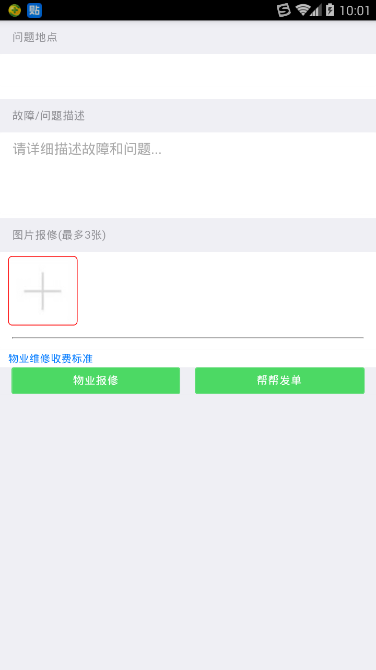 贴 10:01
问题地点
故障/问题描述
请详细描述故障和问题...
图片报修(最多3张)
物业维修收费标准
物业报修 帮帮发单